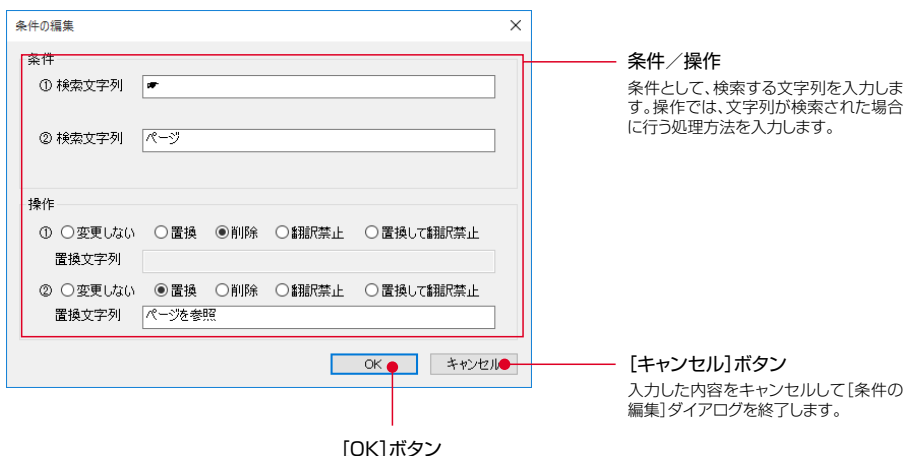 条件の編集
条件
① 検索文字列 ☛
② 検索文字列 ページ
操作
① 変更しない 置換 削除 翻訳禁止 置換して翻訳禁止
置換文字列
② 変更しない 置換 削除 翻訳禁止 置換して翻訳禁止
置換文字列 ページを参照
OK キャンセル
条件／操作
条件として、検索する文字列を入力しま
す。操作では、文字列が検索された場合
に行う処理方法を入力します。
[キャンセル]ボタン
入力した内容をキャンセルして[条件の
編集]ダイアログを終了します。
[OK]ボタン